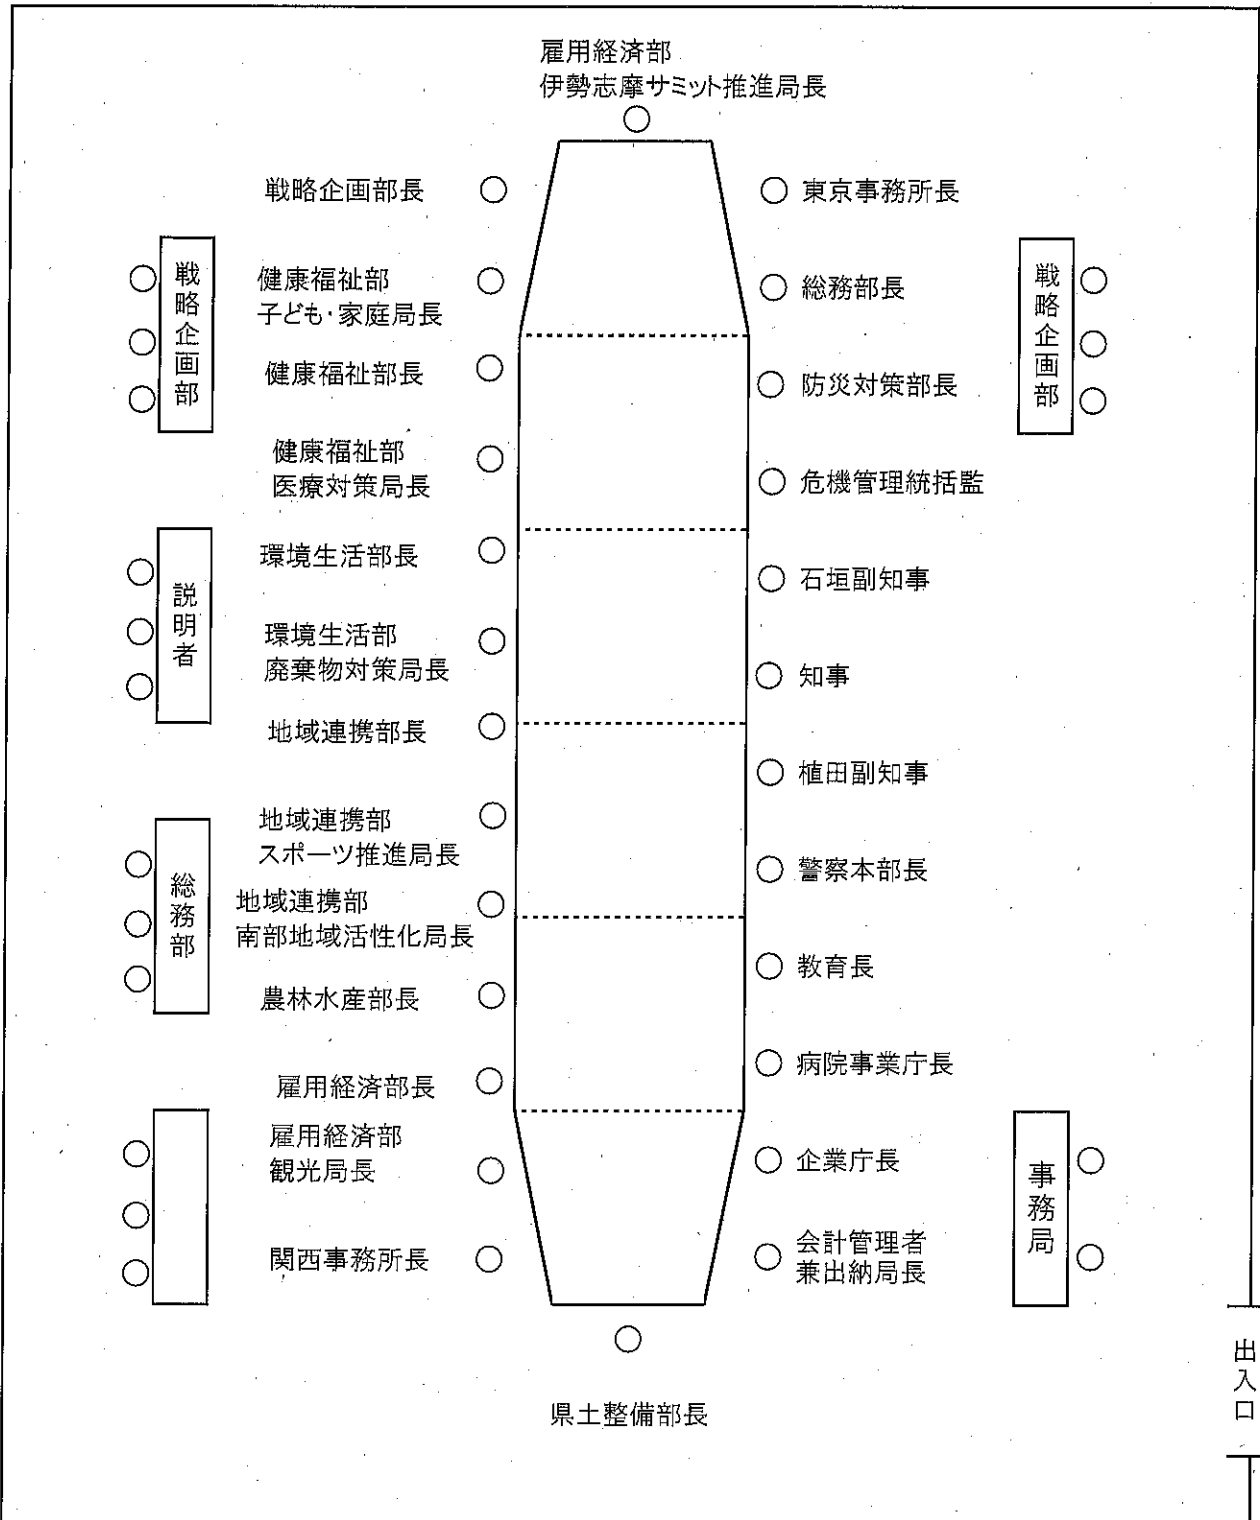 雇用経済部
伊勢志摩サミット推進局長
戦略企画部長
東京事務所長
戦略企画部
健康福祉部
子ども・家庭局長
総務部長
戦略企画部
健康福祉部長
防災対策部長
健康福祉部
医療対策局長
危機管理統括監
説明者
環境生活部長
石垣副知事
環境生活部
廃棄物対策局長
知事
地域連携部長
植田副知事
総務部
地域連携部
スポーツ推進局長
警察本部長
地域連携部
南部地域活性化局長
教育長
農林水産部長
病院事業庁長
雇用経済部長
雇用経済部
観光局長
企業庁長
事務局
関西事務所長
会計管理者
兼出納局長
出入口
県土整備部長